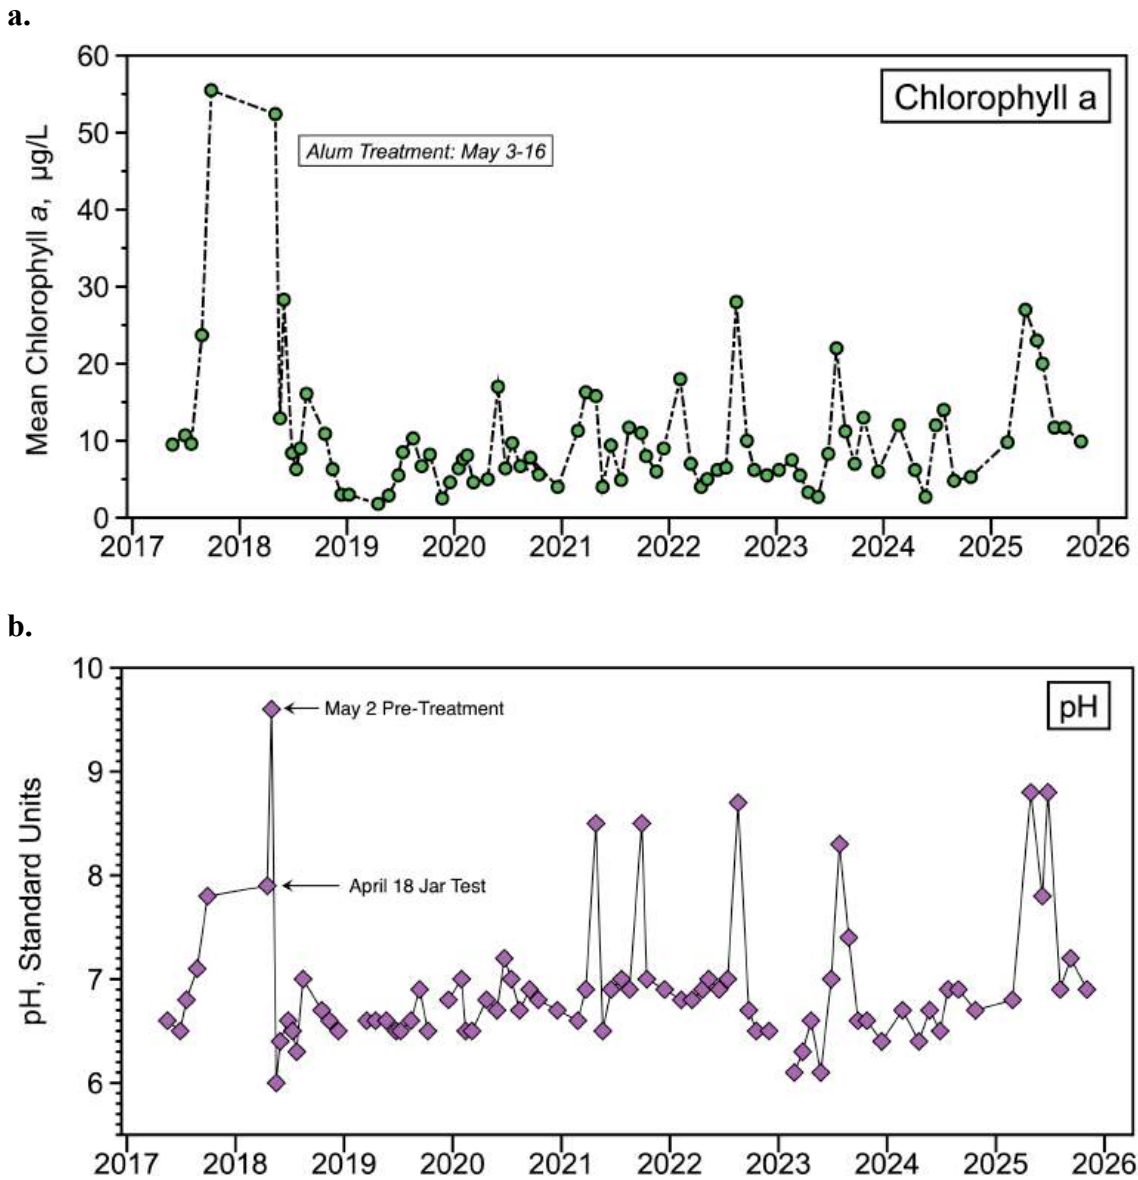 a.
60
50
40
30
20
10
0
Mean Chlorophyll a, µg/L
Chlorophyll a
Alum Treatment: May 3-16
2017 2018 2019 2020 2021 2022 2023 2024 2025 2026
b.
10
9
8
7
6
pH, Standard Units
pH
May 2 Pre-Treatment
April 18 Jar Test
2017 2018 2019 2020 2021 2022 2023 2024 2025 2026